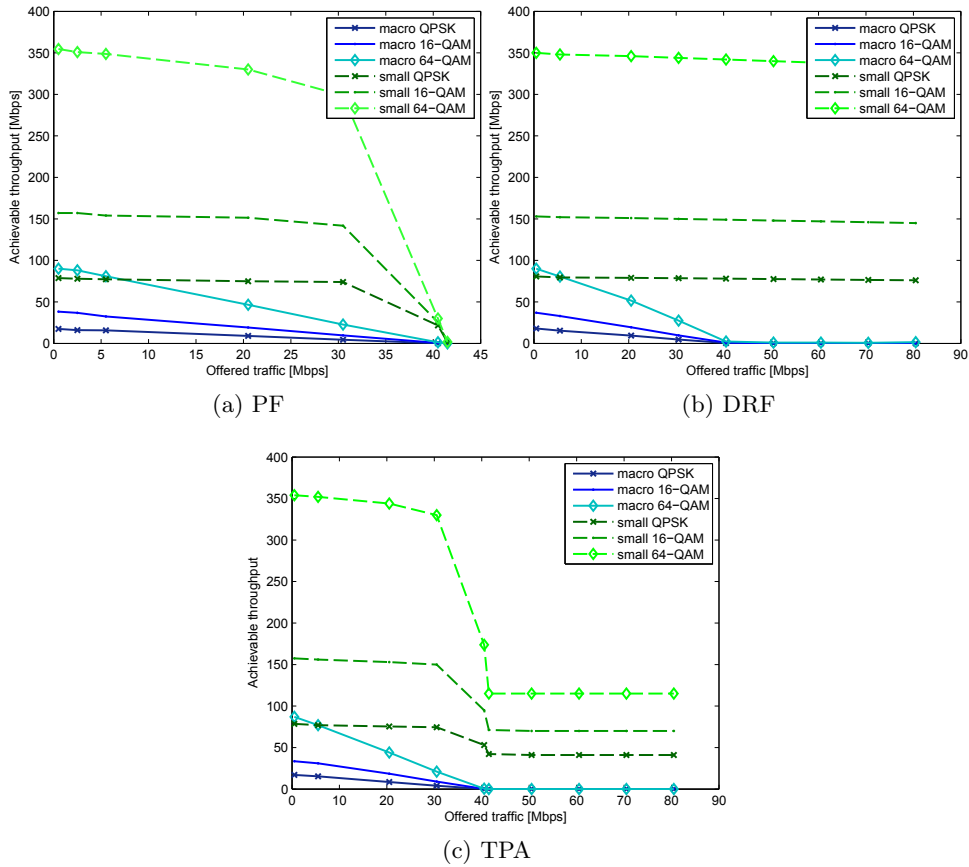 400
350
300
250
200
150
100
50
0
Achievable throughput [Mbps]
macro QPSK
macro 16-QAM
macro 64-QAM
small QPSK
small 16-QAM
small 64-QAM
0 5 10 15 20 25 30 35 40 45
Offered traffic [Mbps]
(a) PF
400
350
300
250
200
150
100
50
0
Achievable throughput [Mbps]
macro QPSK
macro 16-QAM
macro 64-QAM
small QPSK
small 16-QAM
small 64-QAM
0 10 20 30 40 50 60 70 80 90
Offered traffic [Mbps]
(b) DRF
400
350
300
250
200
150
100
50
0
Achievable throughput
macro QPSK
macro 16-QAM
macro 64-QAM
small QPSK
small 16-QAM
small 64-QAM
0 10 20 30 40 50 60 70 80 90
Offered traffic [Mbps]
(c) TPA